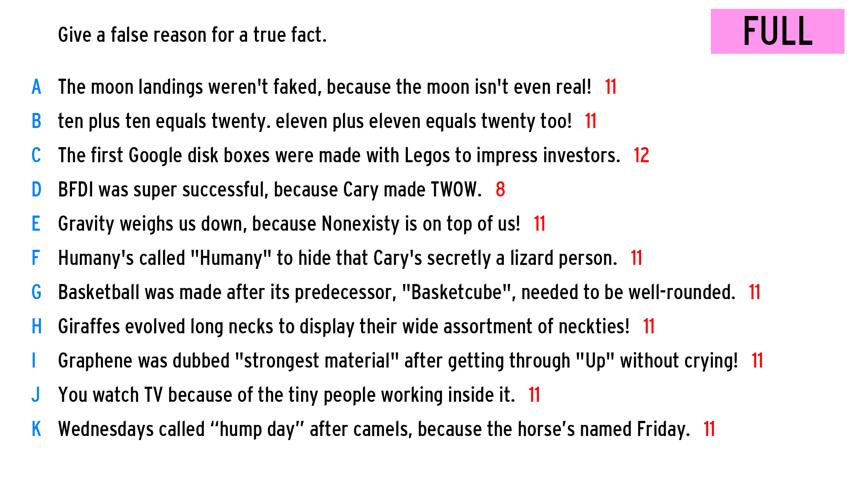 Give a false reason for a true fact.
FULL
A The moon landings weren't faked, because the moon isn't even real! 11
B ten plus ten equals twenty. eleven plus eleven equals twenty too! 11
C The first Google disk boxes were made with Legos to impress investors. 12
D BFDI was super successful, because Cary made TWOW. 8
E Gravity weighs us down, because Nonexisty is on top of us! 11
F Humany's called "Humany" to hide that Cary's secretly a lizard person. 11
G Basketball was made after its predecessor, "Basketcube", needed to be well-rounded. 11
H Giraffes evolved long necks to display their wide assortment of neckties! 11
I Graphene was dubbed "strongest material" after getting through "Up" without crying! 11
J You watch TV because of the tiny people working inside it. 11
K Wednesdays called “hump day” after camels, because the horse’s named Friday. 11